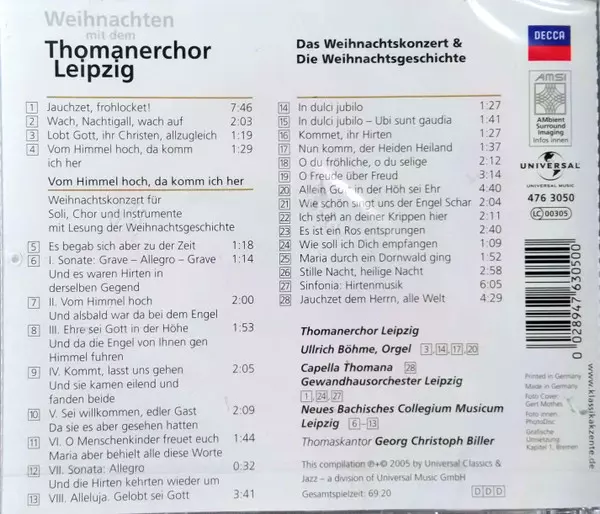 Weihnachten
mit dem
Thomanerchor
Leipzig
1 Jauchzet, frohlocket! 7:46
2 Wach, Nachtigall, wach auf 2:03
3 Lobt Gott, ihr Christen, allzugleich 1:19
4 Vom Himmel hoch, da komm 1:29
ich her
Vom Himmel hoch, da komm ich her
Weihnachtskonzert für
Soli, Chor und Instrumente
mit Lesung der Weihnachtsgeschichte
5 Es begab sich aber zu der Zeit 1:18
6 I. Sonate: Grave – Allegro – Grave 1:14
Und es waren Hirten in
derselben Gegend
7 II. Vom Himmel hoch 2:00
Und alsbald war da bei dem Engel
8 III. Ehre sei Gott in der Höhe 1:53
Und da die Engel von Ihnen gen
Himmel fuhren
9 IV. Kommt, lasst uns gehen 2:05
Und sie kamen eilend und
fanden beide
10 V. Sei willkommen, edler Gast 2:09
Da sie es aber gesehen hatten
11 VI. O Menschenkinder freuet euch 1:44
Maria aber behielt alle diese Worte
12 VII. Sonata: Allegro 0:32
Und die Hirten kehrten wieder um
13 VIII. Alleluja. Gelobt sei Gott 3:41
Das Weihnachtskonzert &
Die Weihnachtsgeschichte
14 In dulci jubilo 1:27
15 In dulci jubilo – Ubi sunt gaudia 1:41
16 Kommet, ihr Hirten 1:27
17 Nun komm, der Heiden Heiland 1:37
18 O du fröhliche, o du selige 2:12
19 O Freude über Freud 3:14
20 Allein Gott in der Höh sei Ehr 4:40
21 Wie schön singt uns der Engel Schar 2:04
22 Ich steh an deiner Krippen hier 2:11
23 Es ist ein Ros entsprungen 2:40
24 Wie soll ich Dich empfangen 1:09
25 Maria durch ein Dornwald ging 1:52
26 Stille Nacht, heilige Nacht 2:58
27 Sinfonia: Hirtenmusik 6:05
28 Jauchzet dem Herrn, alle Welt 4:29
Thomanerchor Leipzig
Ullrich Böhme, Orgel 3, 14, 17, 20
Capella Thomana 28
Gewandhausorchester Leipzig
1, 24, 27
Neues Bachisches Collegium Musicum
Leipzig 6–13
Thomaskantor Georg Christoph Biller
This compilation ℗+© 2005 by Universal Classics &
Jazz – a division of Universal Music GmbH
Gesamtspielzeit: 69.20
DDD
DECCA
AMSI
AMbient
Surround
Imaging
Infos innen
UNIVERSAL
UNIVERSAL MUSIC
476 3050
LC 00305
0 028947 630500
Printed in Germany
Made in Germany
Foto Cover
Gert Mothes
Foto innen
PhotoDisc
Grafische
Umsetzung
Kapitel 1, Bremen
www.klassikakzente.de